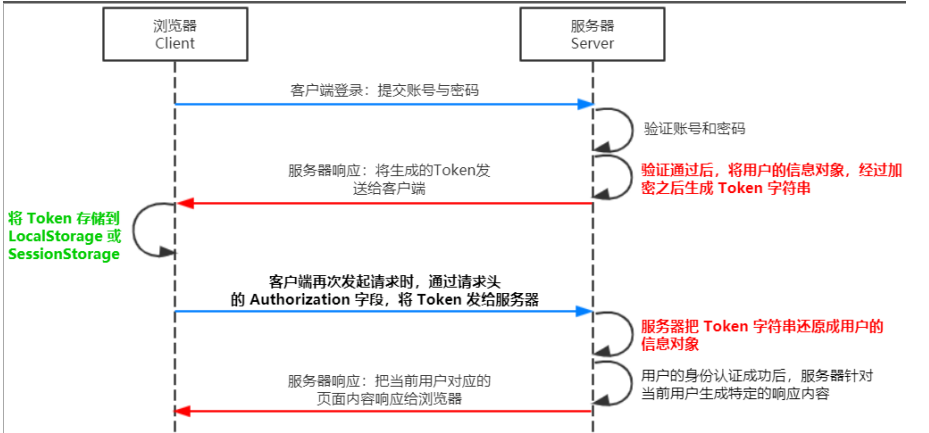 浏览器
Client
服务器
Server
客户端登录：提交账号与密码
验证账号和密码
服务器响应：将生成的Token发
送给客户端
验证通过后，将用户的信息对象，经过加
密之后生成 Token 字符串
将 Token 存储到
LocalStorage 或
SessionStorage
客户端再次发起请求时，通过请求头
的 Authorization 字段，将 Token 发给服务器
服务器把 Token 字符串还原成用户的
信息对象
服务器响应：把当前用户对应的
页面内容响应给浏览器
用户的身份认证成功后，服务器针对
当前用户生成特定的响应内容